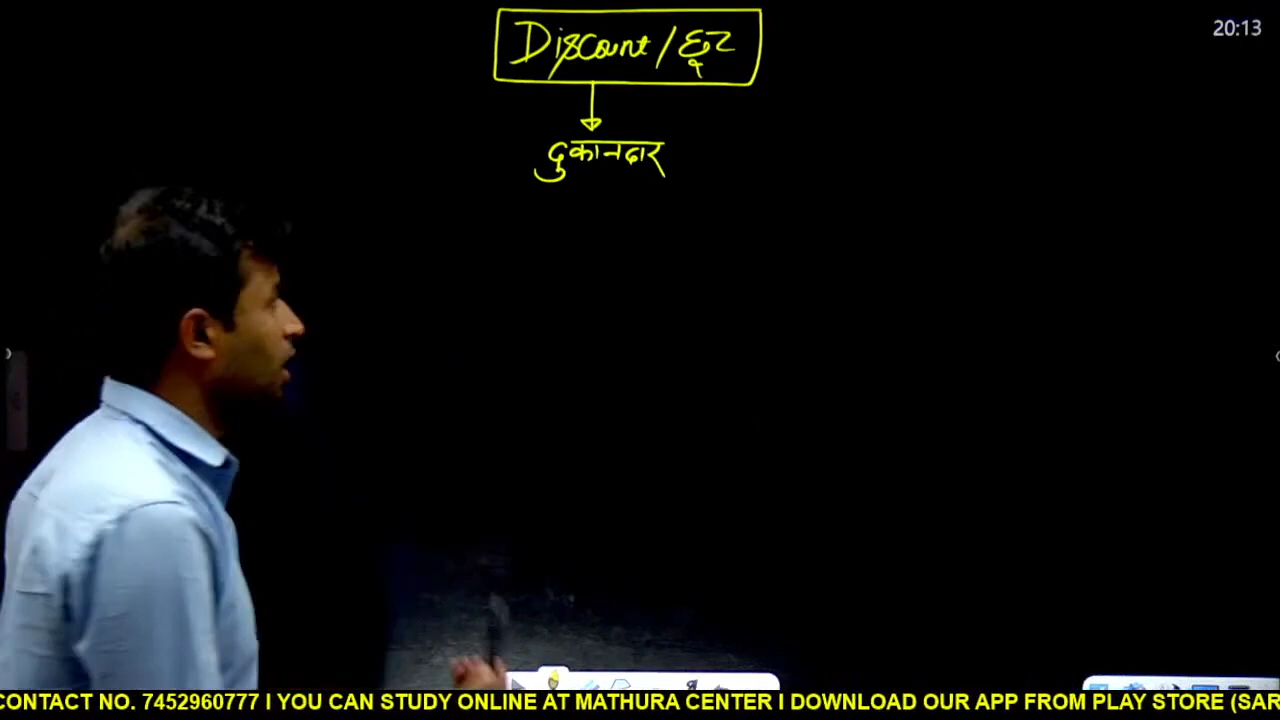 20:13
Discount / छूट
दुकानदार
CONTACT NO. 7452960777 I YOU CAN STUDY ONLINE AT MATHURA CENTER I DOWNLOAD OUR APP FROM PLAY STORE (SAR